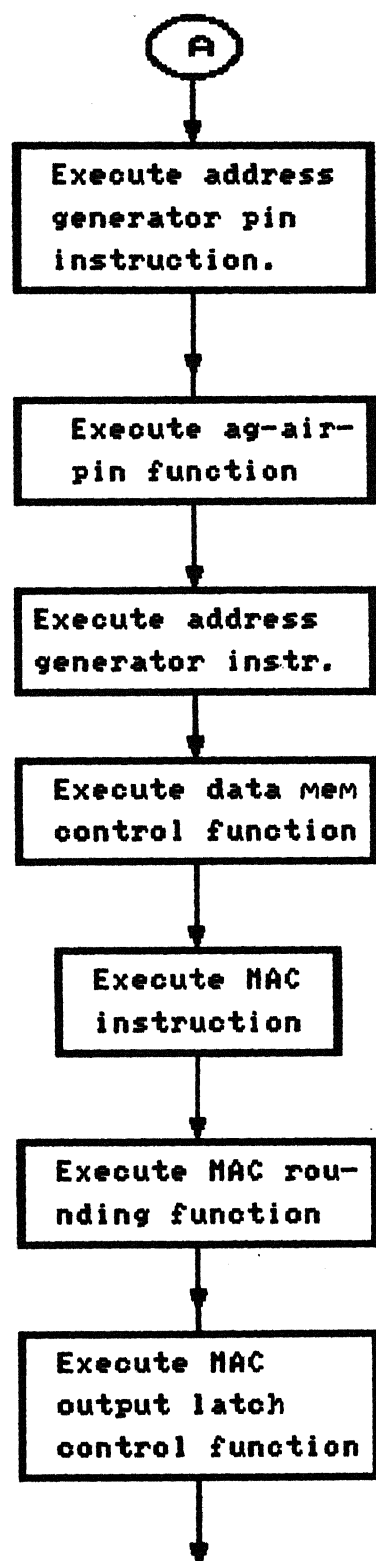 A
Execute address
generator pin
instruction.
Execute ag-air-
pin function
Execute address
generator instr.
Execute data mem
control function
Execute MAC
instruction
Execute MAC rou-
nding function
Execute MAC
output latch
control function